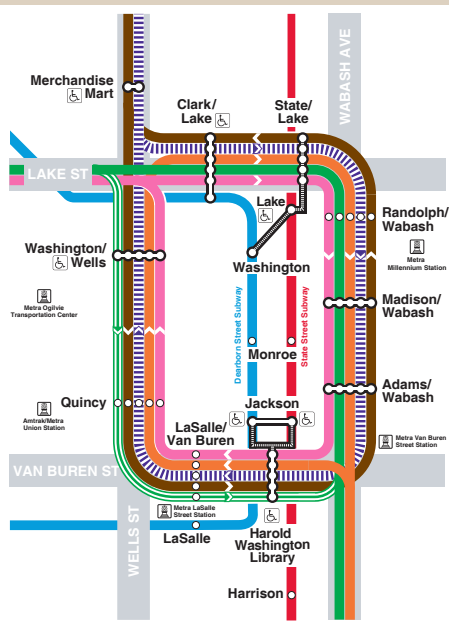 WABASH AVE
Merchandise
Mart
Clark/
Lake
State/
Lake
LAKE ST
Lake
Randolph/
Wabash
Metra
Millennium Station
Washington/
Wells
Washington
Metra Ogilvie
Transportation Center
Madison/
Wabash
Dearborn Street Subway
State Street Subway
Monroe
Adams/
Wabash
Quincy
Jackson
Amtrak/Metra
Union Station
LaSalle/
Van Buren
Metra Van Buren
Street Station
VAN BUREN ST
Metra LaSalle
Street Station
WELLS ST
LaSalle
Harold
Washington
Library
Harrison